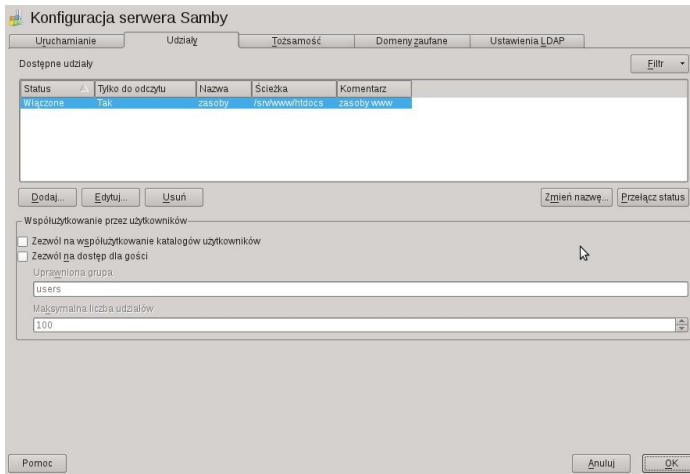 Konfiguracja serwera Samby
Uruchamianie Udziały Tożsamość Domeny zaufane Ustawienia LDAP
Dostępne udziały Filtr
Status Tylko do odczytu Nazwa Ścieżka Komentarz
Włączone Tak zasoby /srv/www/htdocs zasoby www
Dodaj... Edytuj... Usuń Zmień nazwę... Przełącz status
Współużytkowanie przez użytkowników
Zezwól na współużytkowanie katalogów użytkowników
Zezwól na dostęp dla gości
Uprawniona grupa
users
Maksymalna liczba udziałów
100
Pomoc Anuluj OK